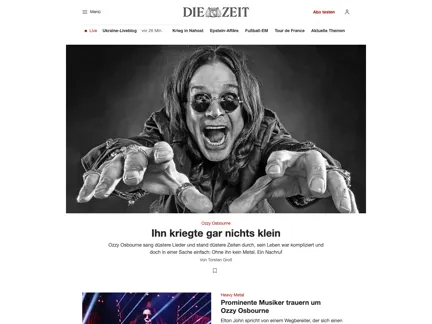 Menü
DIE ZEIT
Abo testen
Live Ukraine-Liveblog vor 26 Min. Krieg in Nahost Epstein-Affäre Fußball-EM Tour de France Aktuelle Themen
Ozzy Osbourne
Ihn kriegte gar nichts klein
Ozzy Osbourne sang düstere Lieder und stand düstere Zeiten durch, sein Leben war kompliziert und
doch in einer Sache einfach: Ohne ihn kein Metal. Ein Nachruf
Von Torsten Groß
Heavy Metal
Prominente Musiker trauern um
Ozzy Osbourne
Elton John spricht von einem Wegbereiter, der sich einen